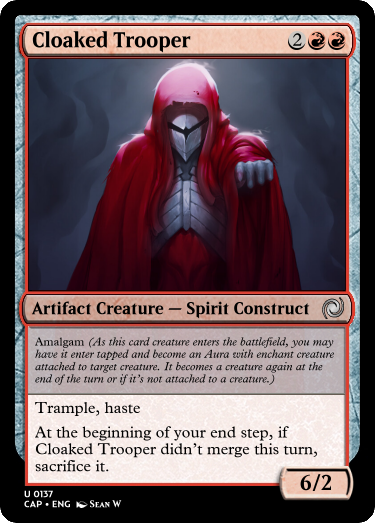 Cloaked Trooper 2
Artifact Creature — Spirit Construct
Amalgam (As this card creature enters the battlefield, you may
have it enter tapped and become an Aura with enchant creature
attached to target creature. It becomes a creature again at
the end of the turn or if it's not attached to a creature.)
Trample, haste
At the beginning of your end step, if
Cloaked Trooper didn't merge this turn,
sacrifice it.
6/2
U 0137
CAP • ENG Sean W